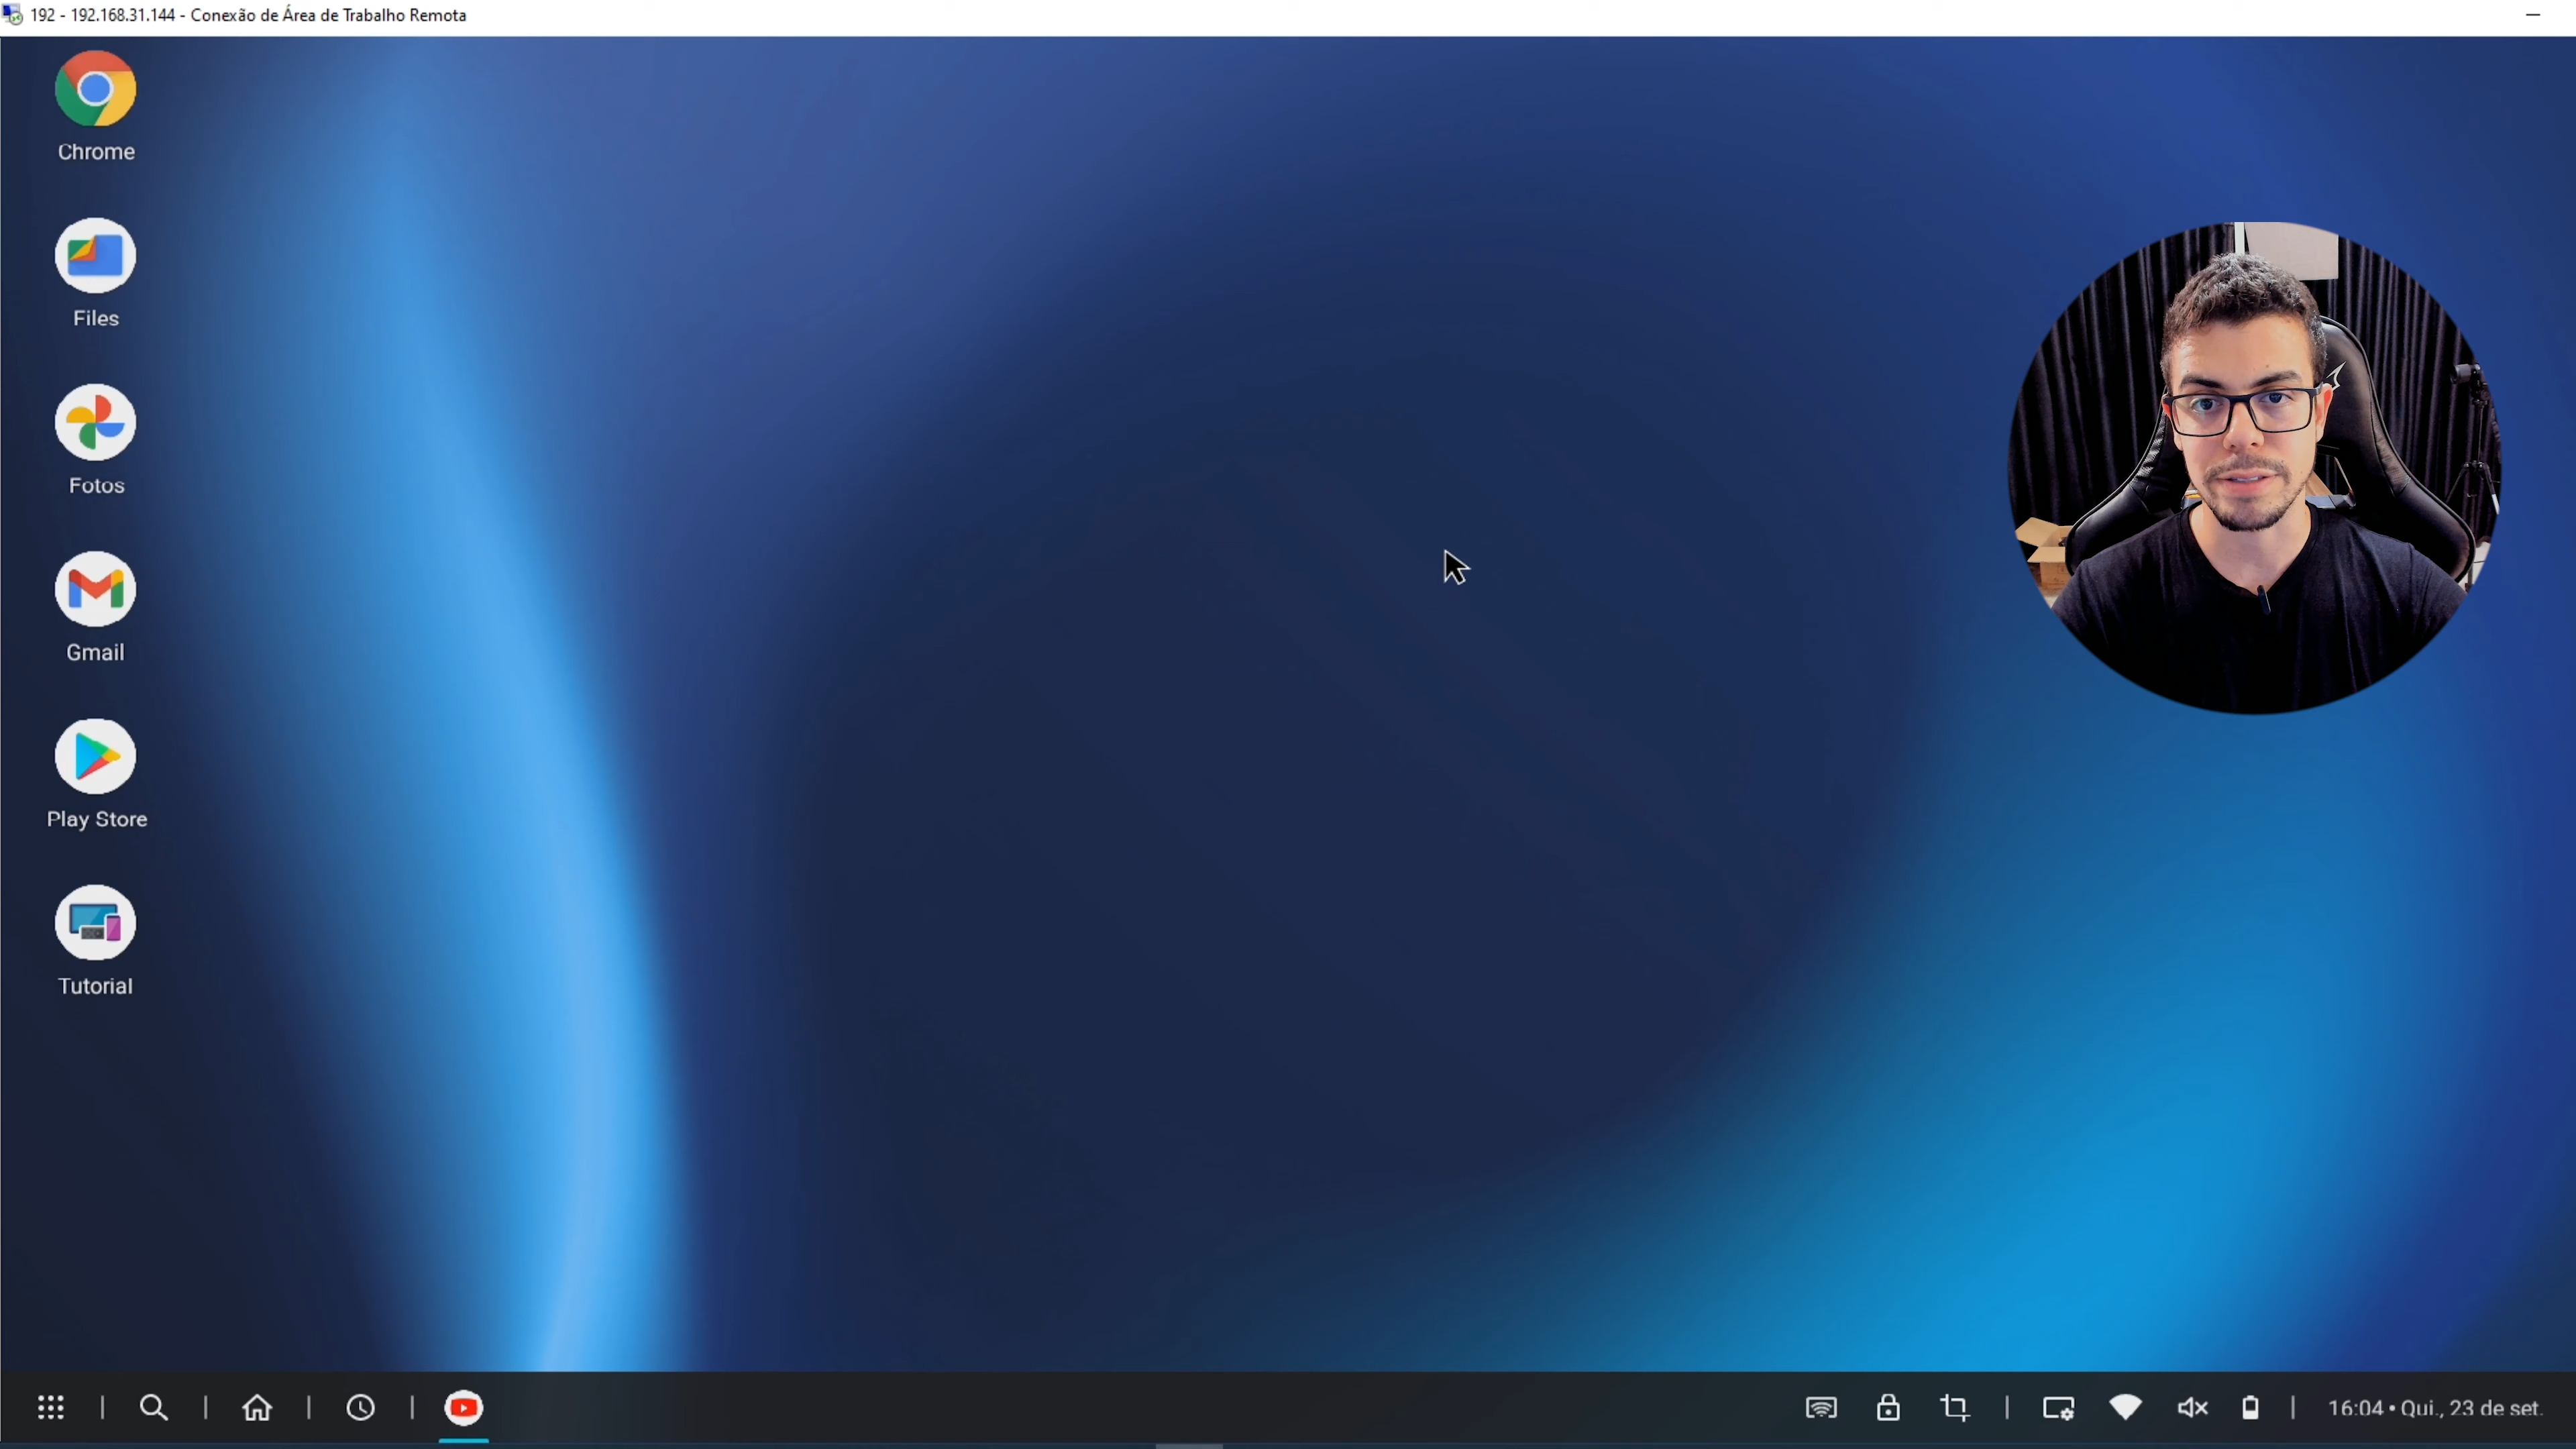 192 - 192.168.31.144 - Conexão de Área de Trabalho Remota
Chrome
Files
Fotos
Gmail
Play Store
Tutorial
16:04 • Qui., 23 de set.